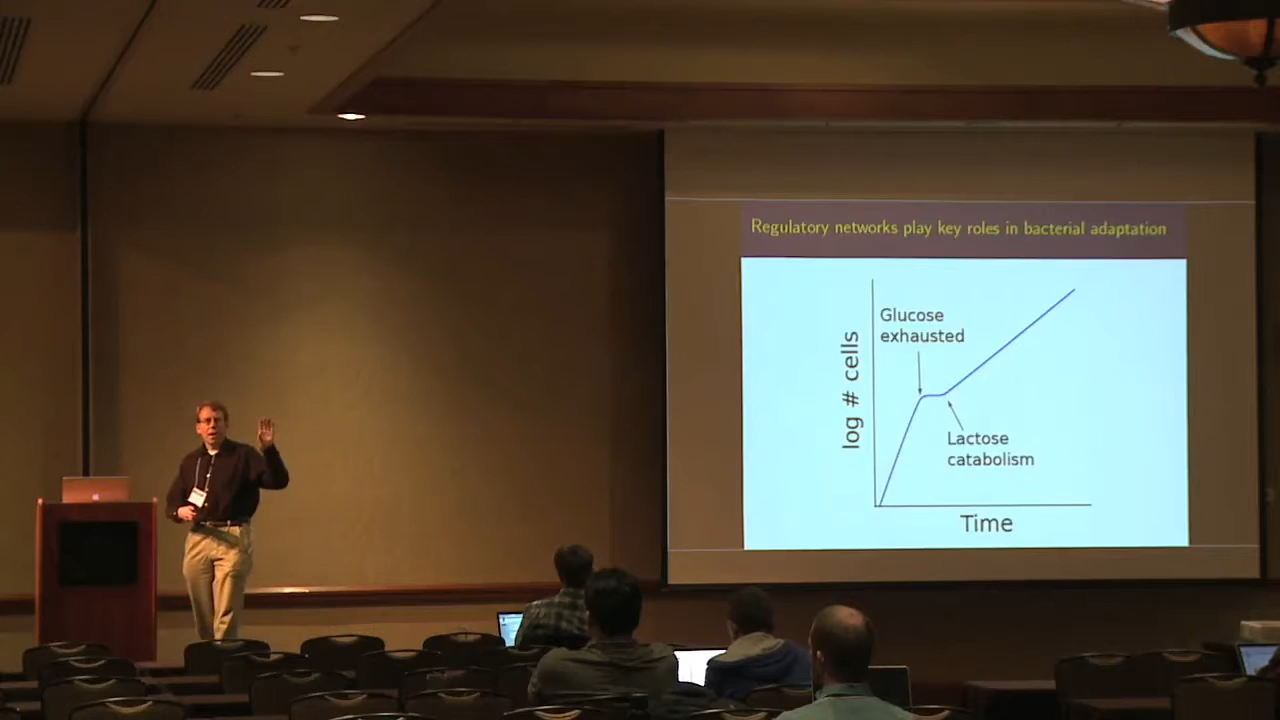 Regulatory networks play key roles in bacterial adaptation
Glucose
exhausted
log # cells
Lactose
catabolism
Time